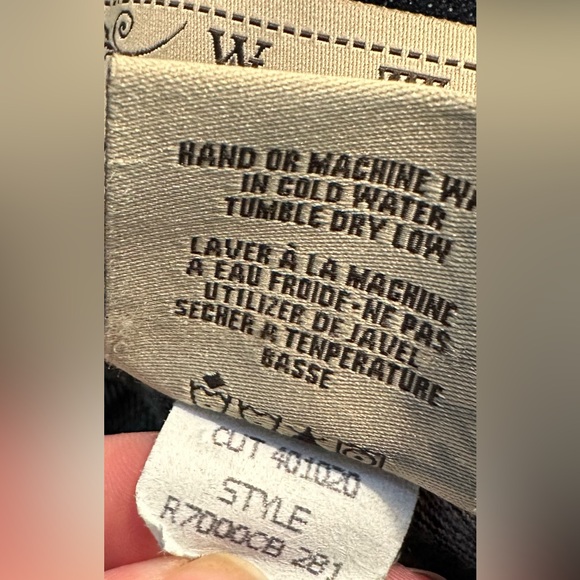 W
HAND OR MACHINE WA
IN COLD WATER
TUMBLE DRY LOW
LAVER À LA MACHINE
A EAU FROIDE-NE PAS
UTILIZER DE JAVEL
SECHER A TENPERATURE
BASSE
CUT 401020
STYLE
R7000CB 281